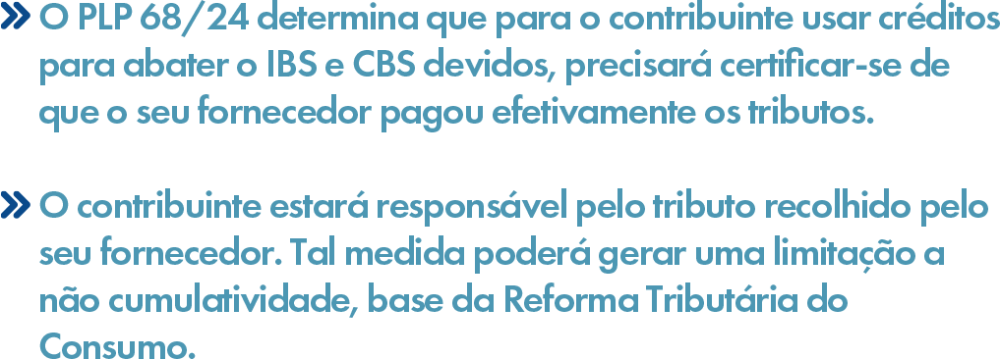 O PLP 68/24 determina que para o contribuinte usar créditos
para abater o IBS e CBS devidos, precisará certificar-se de
que o seu fornecedor pagou efetivamente os tributos.
O contribuinte estará responsável pelo tributo recolhido pelo
seu fornecedor. Tal medida poderá gerar uma limitação a
não cumulatividade, base da Reforma Tributária do
Consumo.